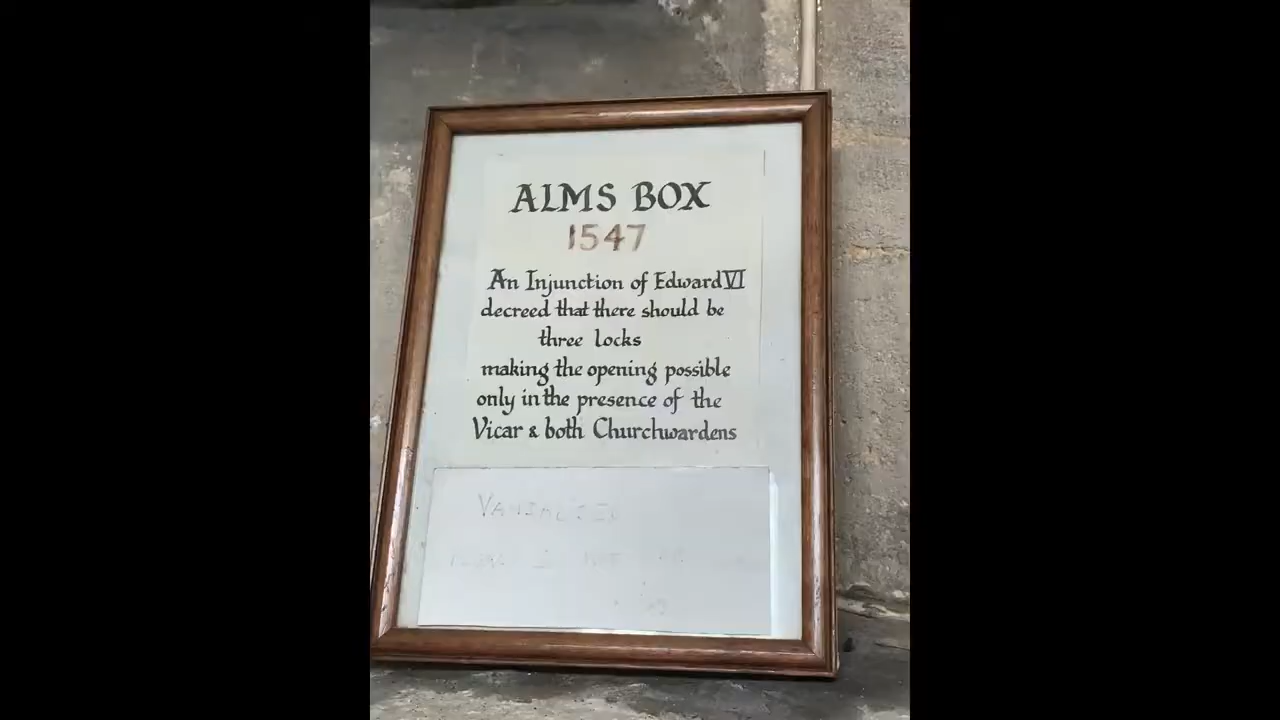 ALMS BOX
1547
An Injunction of Edward VI
decreed that there should be
three locks
making the opening possible
only in the presence of the
Vicar & both Churchwardens